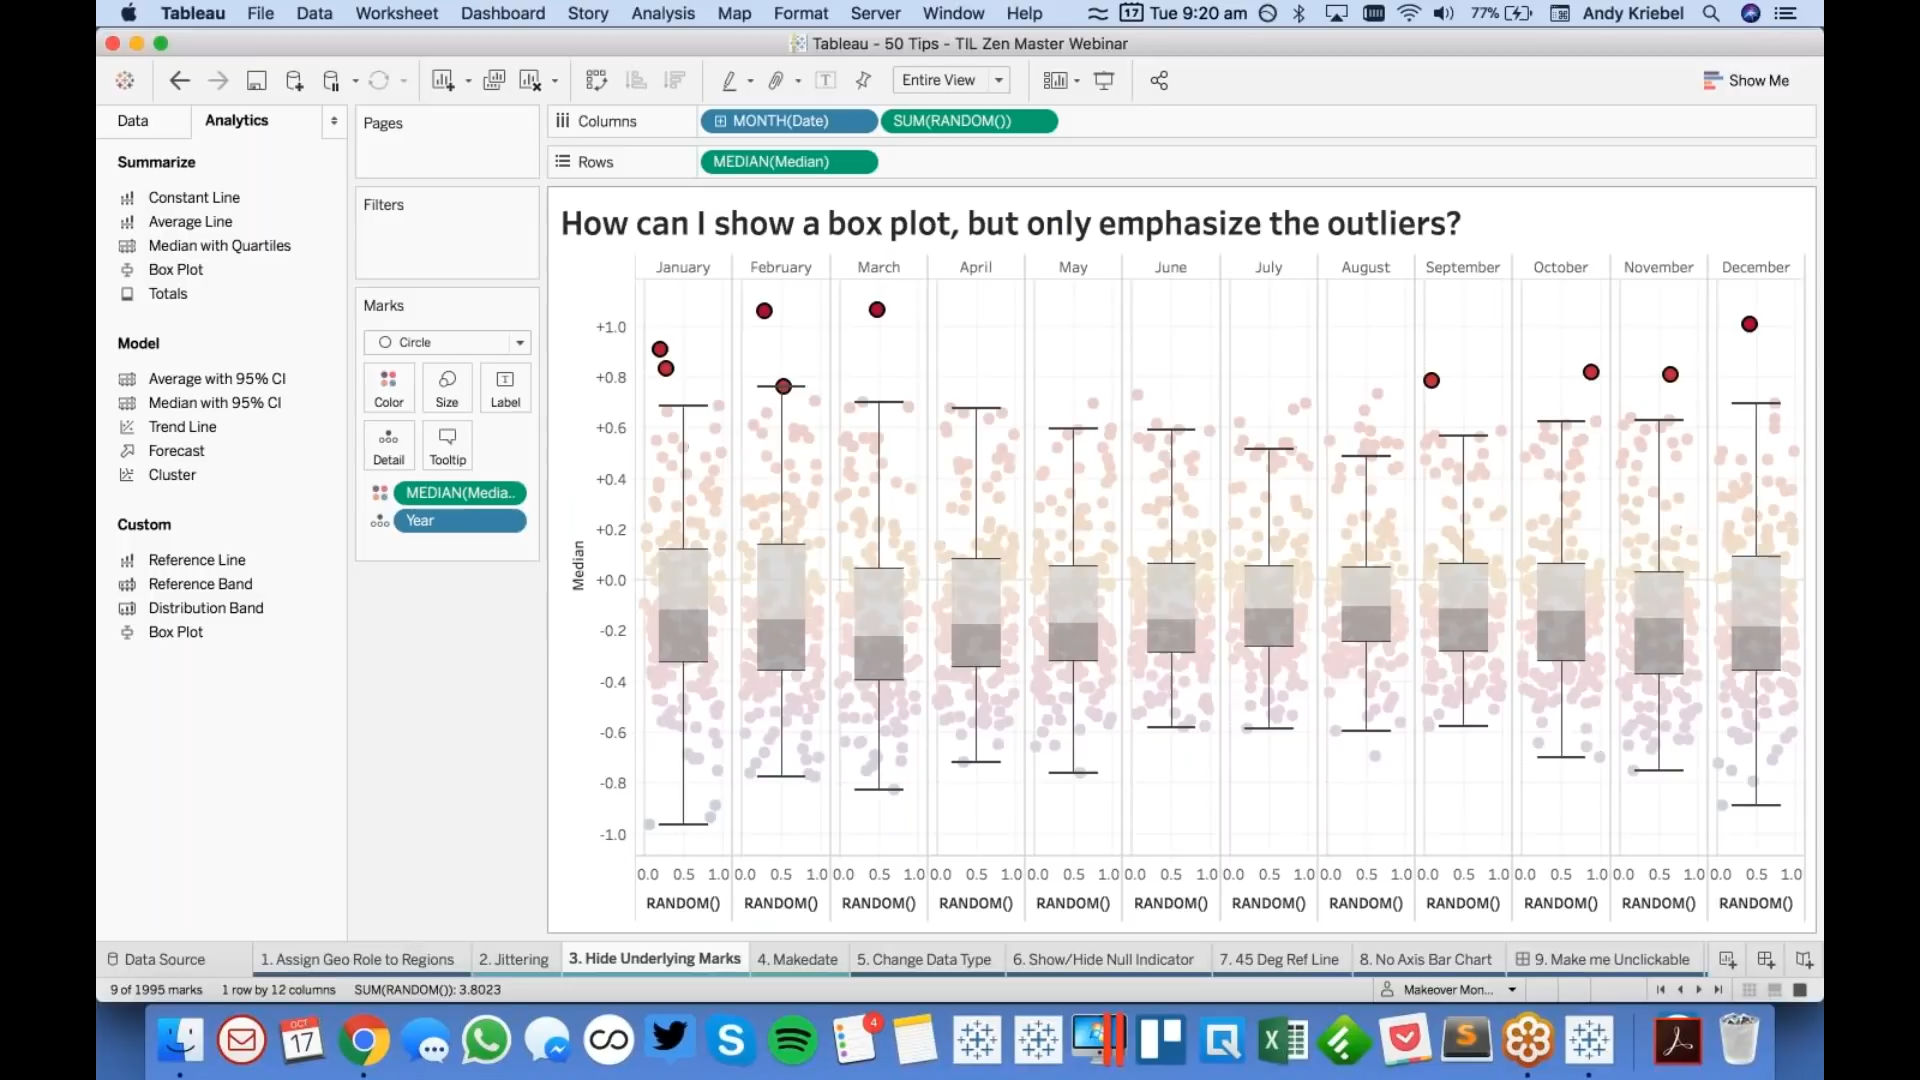 Tableau File Data Worksheet Dashboard Story Analysis Map Format Server Window Help 17 Tue 9:20 am 77% Andy Kriebel
Tableau - 50 Tips - TIL Zen Master Webinar
Entire View Show Me
Data Analytics
Pages
Columns MONTH(Date) SUM(RANDOM())
Rows MEDIAN(Median)
Summarize
Constant Line
Average Line
Median with Quartiles
Box Plot
Totals
Model
Average with 95% CI
Median with 95% CI
Trend Line
Forecast
Cluster
Custom
Reference Line
Reference Band
Distribution Band
Box Plot
Filters
Marks
Circle
Color Size Label
Detail Tooltip
MEDIAN(Media..
Year
How can I show a box plot, but only emphasize the outliers?
January February March April May June July August September October November December
+1.0
+0.8
+0.6
+0.4
+0.2
+0.0
-0.2
-0.4
-0.6
-0.8
-1.0
Median
0.0 0.5 1.0 0.0 0.5 1.0 0.0 0.5 1.0 0.0 0.5 1.0 0.0 0.5 1.0 0.0 0.5 1.0 0.0 0.5 1.0 0.0 0.5 1.0 0.0 0.5 1.0 0.0 0.5 1.0 0.0 0.5 1.0 0.0 0.5 1.0
RANDOM() RANDOM() RANDOM() RANDOM() RANDOM() RANDOM() RANDOM() RANDOM() RANDOM() RANDOM() RANDOM() RANDOM()
Data Source 1. Assign Geo Role to Regions 2. Jittering 3. Hide Underlying Marks 4. Makedate 5. Change Data Type 6. Show/Hide Null Indicator 7. 45 Deg Ref Line 8. No Axis Bar Chart 9. Make me Unclickable
9 of 1995 marks 1 row by 12 columns SUM(RANDOM()): 3.8023 Makeover Mon...
OCT
17
4
S